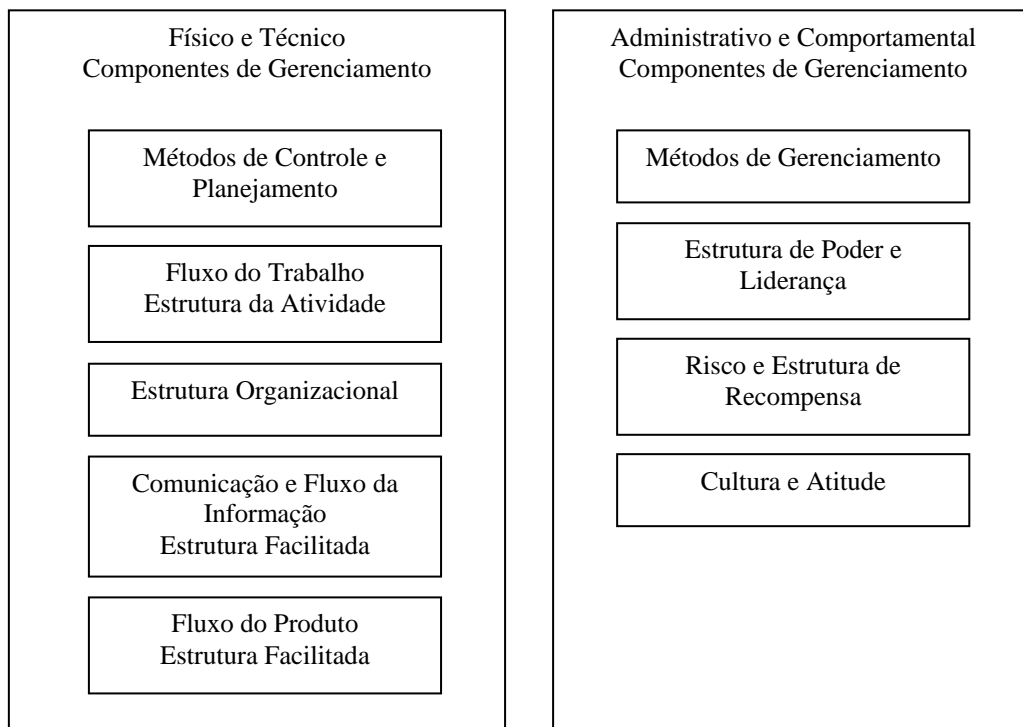 Físico e Técnico
Componentes de Gerenciamento
Métodos de Controle e
Planejamento
Fluxo do Trabalho
Estrutura da Atividade
Estrutura Organizacional
Comunicação e Fluxo da
Informação
Estrutura Facilitada
Fluxo do Produto
Estrutura Facilitada
Administrativo e Comportamental
Componentes de Gerenciamento
Métodos de Gerenciamento
Estrutura de Poder e
Liderança
Risco e Estrutura de
Recompensa
Cultura e Atitude